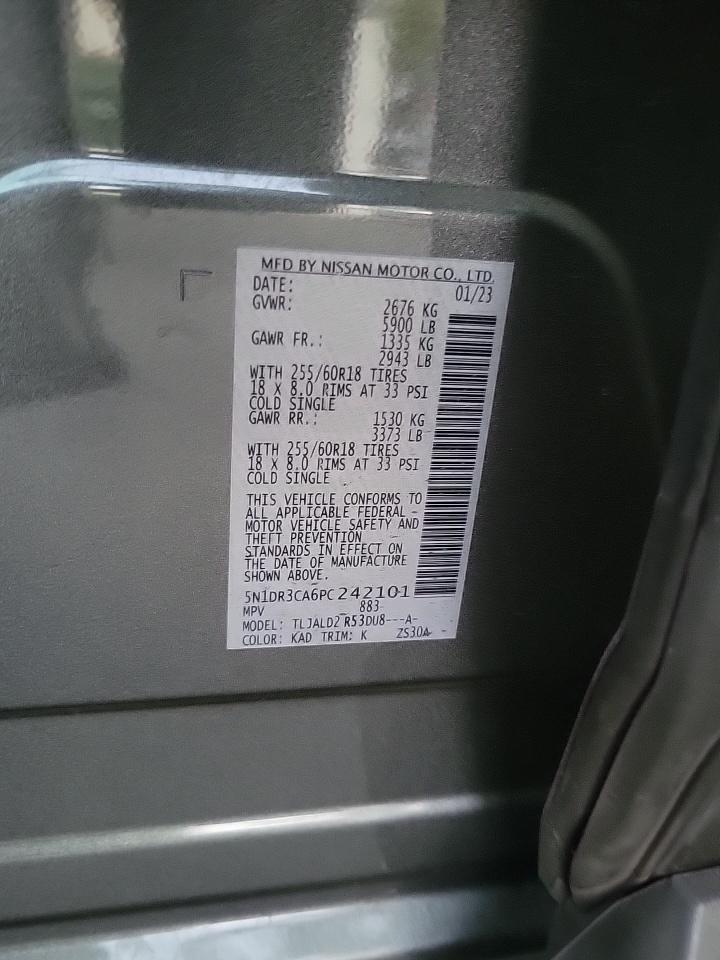 MFD BY NISSAN MOTOR CO., LTD.
DATE: 01/23
GVWR: 2676 KG
5900 LB
GAWR FR.: 1335 KG
2943 LB
WITH 255/60R18 TIRES
18 X 8.0 RIMS AT 33 PSI
COLD SINGLE
GAWR RR.: 1530 KG
3373 LB
WITH 255/60R18 TIRES
18 X 8.0 RIMS AT 33 PSI
COLD SINGLE
THIS VEHICLE CONFORMS TO
ALL APPLICABLE FEDERAL
MOTOR VEHICLE SAFETY AND
THEFT PREVENTION
STANDARDS IN EFFECT ON
THE DATE OF MANUFACTURE
SHOWN ABOVE.
5N1DR3CA6PC242101
MPV 883
MODEL: TLJALD2 R53DU8---A-
COLOR: KAD TRIM: K ZS30A -